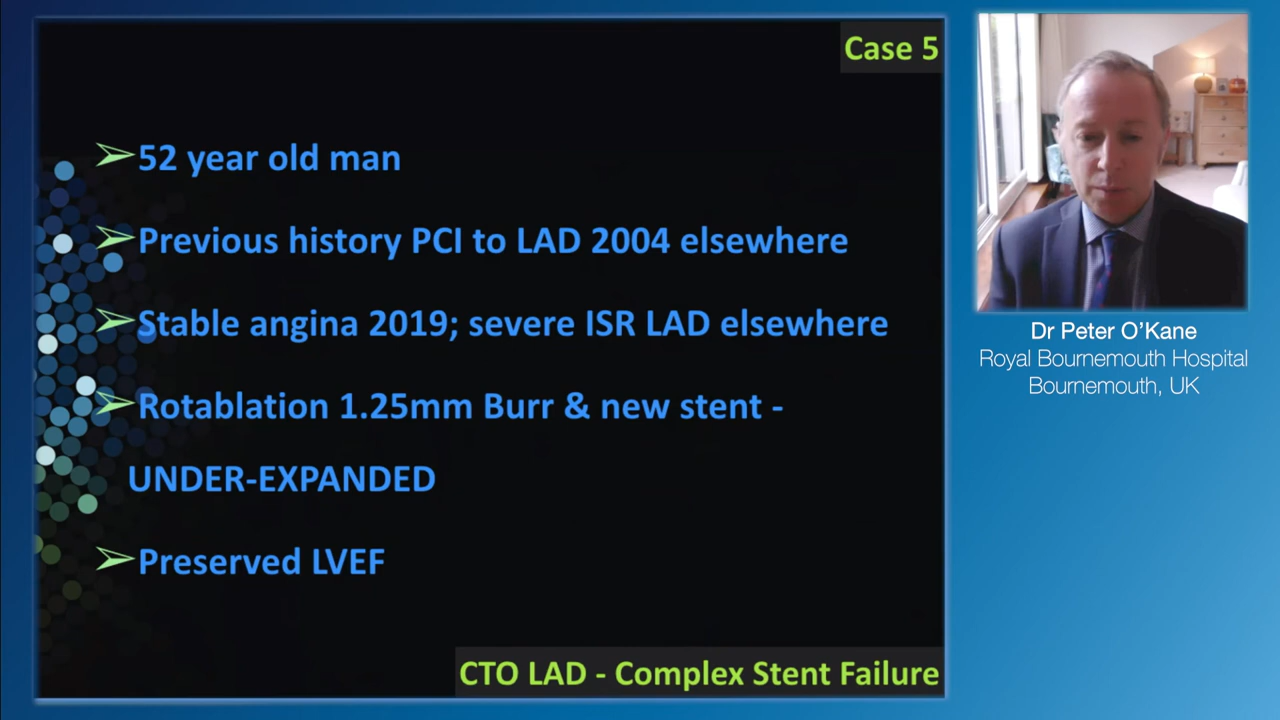 Case 5
➢52 year old man
➢Previous history PCI to LAD 2004 elsewhere
➢Stable angina 2019; severe ISR LAD elsewhere
➢Rotablation 1.25mm Burr & new stent -
UNDER-EXPANDED
➢Preserved LVEF
CTO LAD - Complex Stent Failure
Dr Peter O'Kane
Royal Bournemouth Hospital
Bournemouth, UK